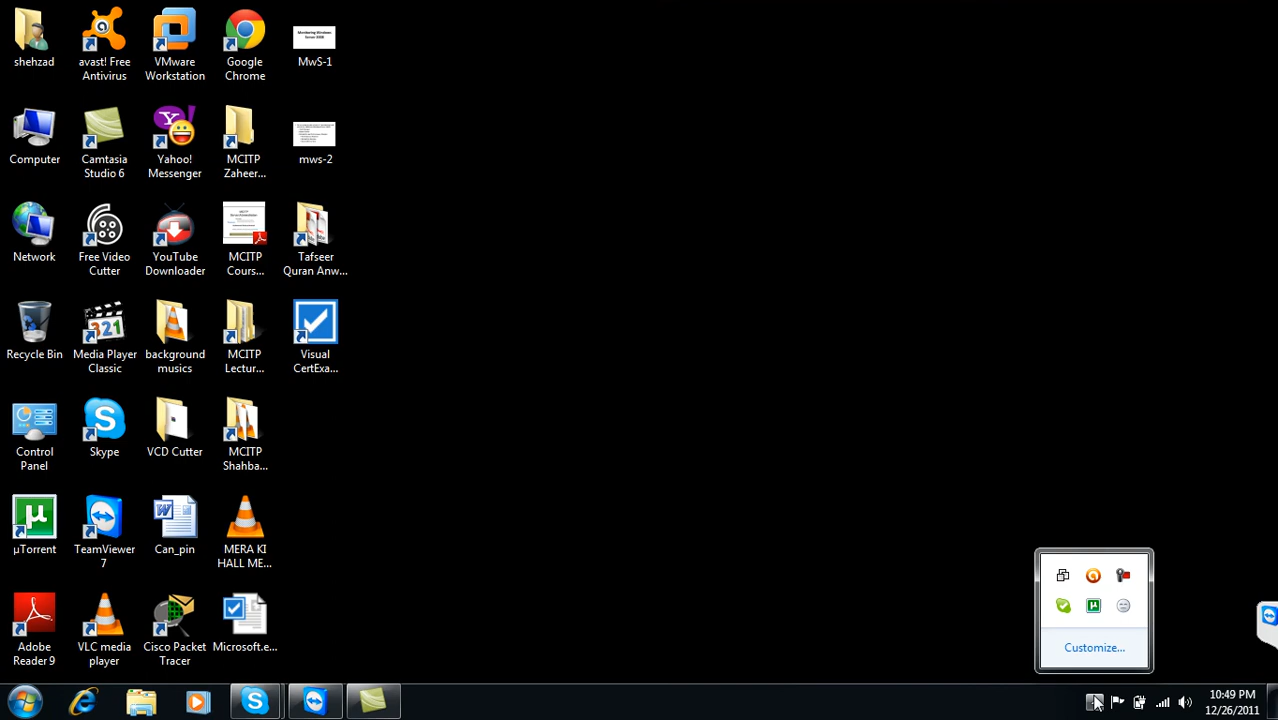 shehzad
avast! Free
Antivirus
VMware
Workstation
Google
Chrome
MwS-1
Computer
Camtasia
Studio 6
Yahoo!
Messenger
MCITP
Zaheer...
mws-2
Network
Free Video
Cutter
YouTube
Downloader
MCITP
Cours...
Tafseer
Quran Anw...
Recycle Bin
Media Player
Classic
background
musics
MCITP
Lectur...
Visual
CertExa...
Control
Panel
Skype
VCD Cutter
MCITP
Shahba...
µTorrent
TeamViewer
7
Can_pin
MERA KI
HALL ME...
Adobe
Reader 9
VLC media
player
Cisco Packet
Tracer
Microsoft.e...
Customize...
10:49 PM
12/26/2011